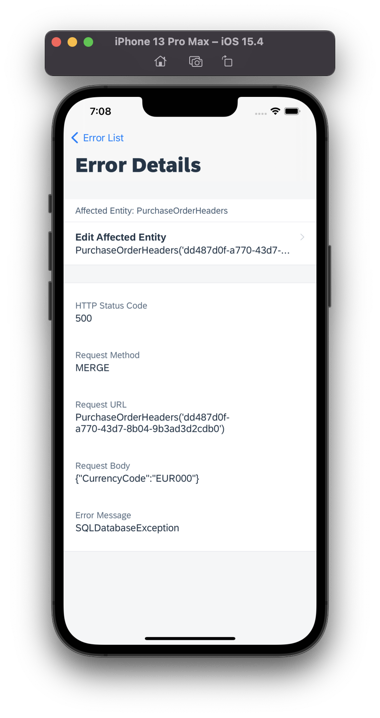 iPhone 13 Pro Max – iOS 15.4
7:08
Error List
Error Details
Affected Entity: PurchaseOrderHeaders
Edit Affected Entity
PurchaseOrderHeaders('dd487d0f-a770-43d7-...
HTTP Status Code
500
Request Method
MERGE
Request URL
PurchaseOrderHeaders('dd487d0f-
a770-43d7-8b04-9b3ad3d2cdb0')
Request Body
{"CurrencyCode":"EUR000"}
Error Message
SQLDatabaseException